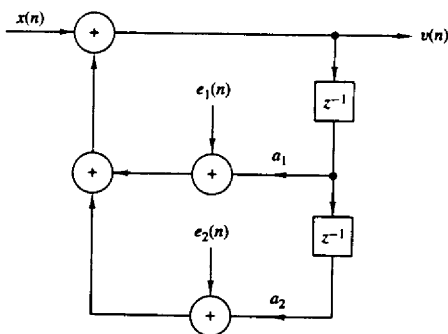 x(n)
+
v(n)
e₁(n)
z⁻¹
+
+
a₁
e₂(n)
z⁻¹
+
a₂